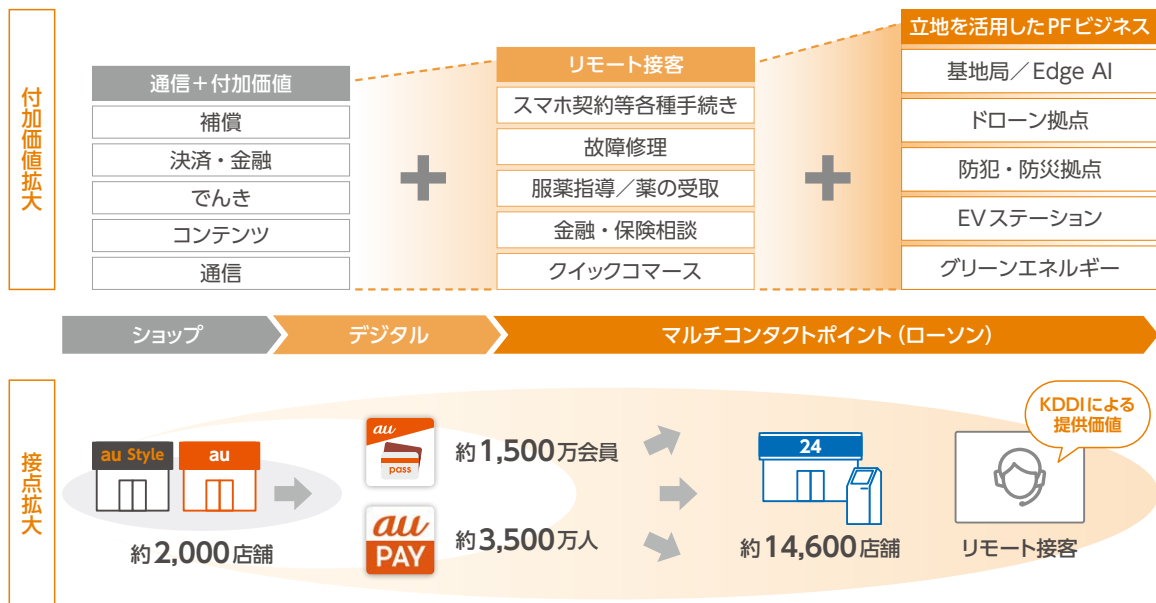 付加価値拡大
通信＋付加価値
補償
決済・金融
でんき
コンテンツ
通信
リモート接客
スマホ契約等各種手続き
故障修理
服薬指導／薬の受取
金融・保険相談
クイックコマース
立地を活用したPFビジネス
基地局／Edge AI
ドローン拠点
防犯・防災拠点
EVステーション
グリーンエネルギー
ショップ
デジタル
マルチコンタクトポイント（ローソン）
接点拡大
au Style
au
約2,000店舗
au
pass
約1,500万会員
au
PAY
約3,500万人
24
約14,600店舗
KDDIによる
提供価値
リモート接客